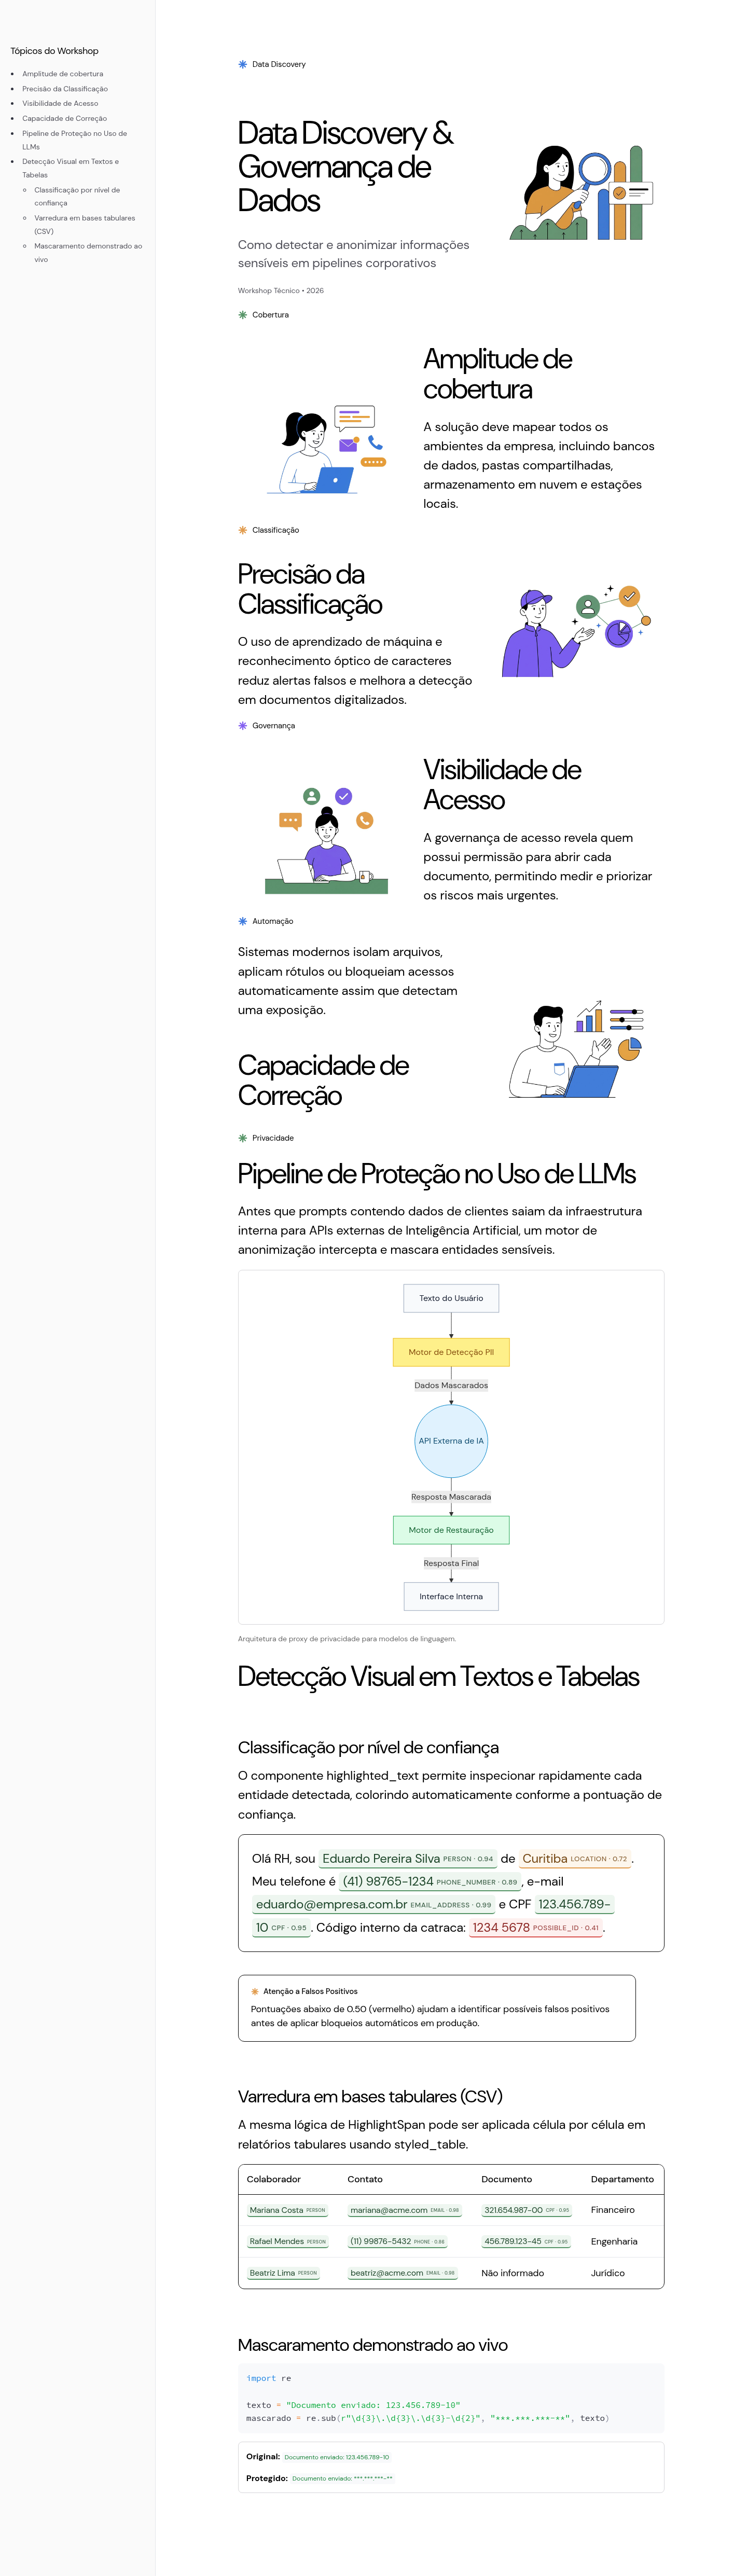 Tópicos do Workshop
Amplitude de cobertura
Precisão da Classificação
Visibilidade de Acesso
Capacidade de Correção
Pipeline de Proteção no Uso de
LLMs
Detecção Visual em Textos e
Tabelas
Classificação por nível de
confiança
Varredura em bases tabulares
(CSV)
Mascaramento demonstrado ao
vivo
Data Discovery
Data Discovery &
Governança de
Dados
Como detectar e anonimizar informações
sensíveis em pipelines corporativos
Workshop Técnico • 2026
Cobertura
Amplitude de
cobertura
A solução deve mapear todos os
ambientes da empresa, incluindo bancos
de dados, pastas compartilhadas,
armazenamento em nuvem e estações
locais.
Classificação
Precisão da
Classificação
O uso de aprendizado de máquina e
reconhecimento óptico de caracteres
reduz alertas falsos e melhora a detecção
em documentos digitalizados.
Governança
Visibilidade de
Acesso
A governança de acesso revela quem
possui permissão para abrir cada
documento, permitindo medir e priorizar
os riscos mais urgentes.
Automação
Sistemas modernos isolam arquivos,
aplicam rótulos ou bloqueiam acessos
automaticamente assim que detectam
uma exposição.
Capacidade de
Correção
Privacidade
Pipeline de Proteção no Uso de LLMs
Antes que prompts contendo dados de clientes saiam da infraestrutura
interna para APIs externas de Inteligência Artificial, um motor de
anonimização intercepta e mascara entidades sensíveis.
Texto do Usuário
Motor de Detecção PII
Dados Mascarados
API Externa de IA
Resposta Mascarada
Motor de Restauração
Resposta Final
Interface Interna
Arquitetura de proxy de privacidade para modelos de linguagem.
Detecção Visual em Textos e Tabelas
Classificação por nível de confiança
O componente highlighted_text permite inspecionar rapidamente cada
entidade detectada, colorindo automaticamente conforme a pontuação de
confiança.
Olá RH, sou Eduardo Pereira Silva PERSON · 0.94 de Curitiba LOCATION · 0.72.
Meu telefone é (41) 98765-1234 PHONE_NUMBER · 0.89, e-mail
eduardo@empresa.com.br EMAIL_ADDRESS · 0.99 e CPF 123.456.789-
10 CPF · 0.95. Código interno da catraca: 1234 5678 POSSIBLE_ID · 0.41.
Atenção a Falsos Positivos
Pontuações abaixo de 0.50 (vermelho) ajudam a identificar possíveis falsos positivos
antes de aplicar bloqueios automáticos em produção.
Varredura em bases tabulares (CSV)
A mesma lógica de HighlightSpan pode ser aplicada célula por célula em
relatórios tabulares usando styled_table.
Colaborador Contato Documento Departamento
Mariana Costa PERSON mariana@acme.com EMAIL · 0.98 321.654.987-00 CPF · 0.95 Financeiro
Rafael Mendes PERSON (11) 99876-5432 PHONE · 0.88 456.789.123-45 CPF · 0.95 Engenharia
Beatriz Lima PERSON beatriz@acme.com EMAIL · 0.98 Não informado Jurídico
Mascaramento demonstrado ao vivo
import re
texto = "Documento enviado: 123.456.789-10"
mascarado = re.sub(r"\d{3}\.\d{3}\.\d{3}-\d{2}", "***.***.***-**", texto)
Original: Documento enviado: 123.456.789-10
Protegido: Documento enviado: ***.***.***-**